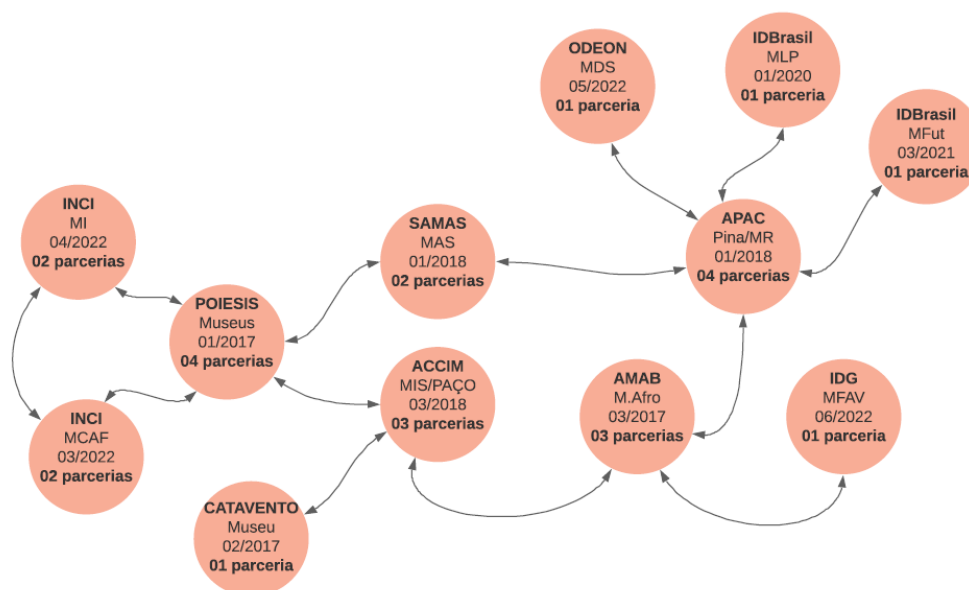 ODEON
MDS
05/2022
01 parceria
IDBrasil
MLP
01/2020
01 parceria
IDBrasil
MFut
03/2021
01 parceria
INCI
MI
04/2022
02 parcerias
SAMAS
MAS
01/2018
02 parcerias
APAC
Pina/MR
01/2018
04 parcerias
POIESIS
Museus
01/2017
04 parcerias
ACCIM
MIS/PAÇO
03/2018
03 parcerias
AMAB
M.Afro
03/2017
03 parcerias
IDG
MFAV
06/2022
01 parceria
INCI
MCAF
03/2022
02 parcerias
CATAVENTO
Museu
02/2017
01 parceria